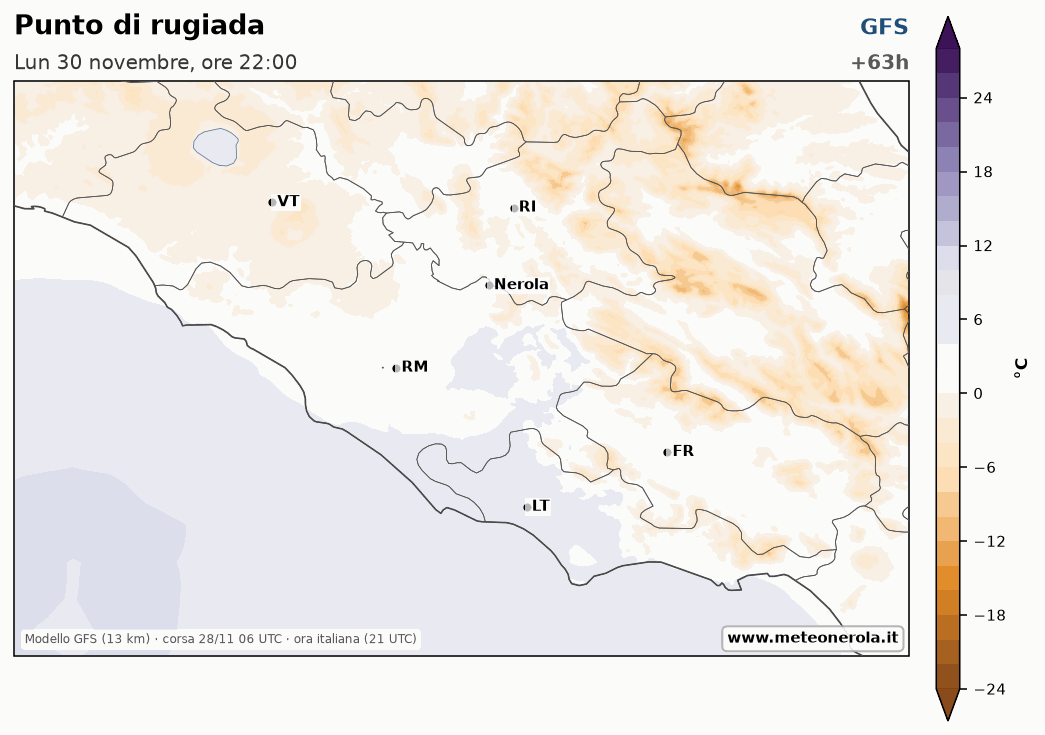 Punto di rugiada
GFS
Lun 30 novembre, ore 22:00
+63h
VT
RI
Nerola
RM
FR
LT
Modello GFS (13 km) · corsa 28/11 06 UTC · ora italiana (21 UTC)
www.meteonerola.it
24
18
12
6
0
−6
−12
−18
−24
°C